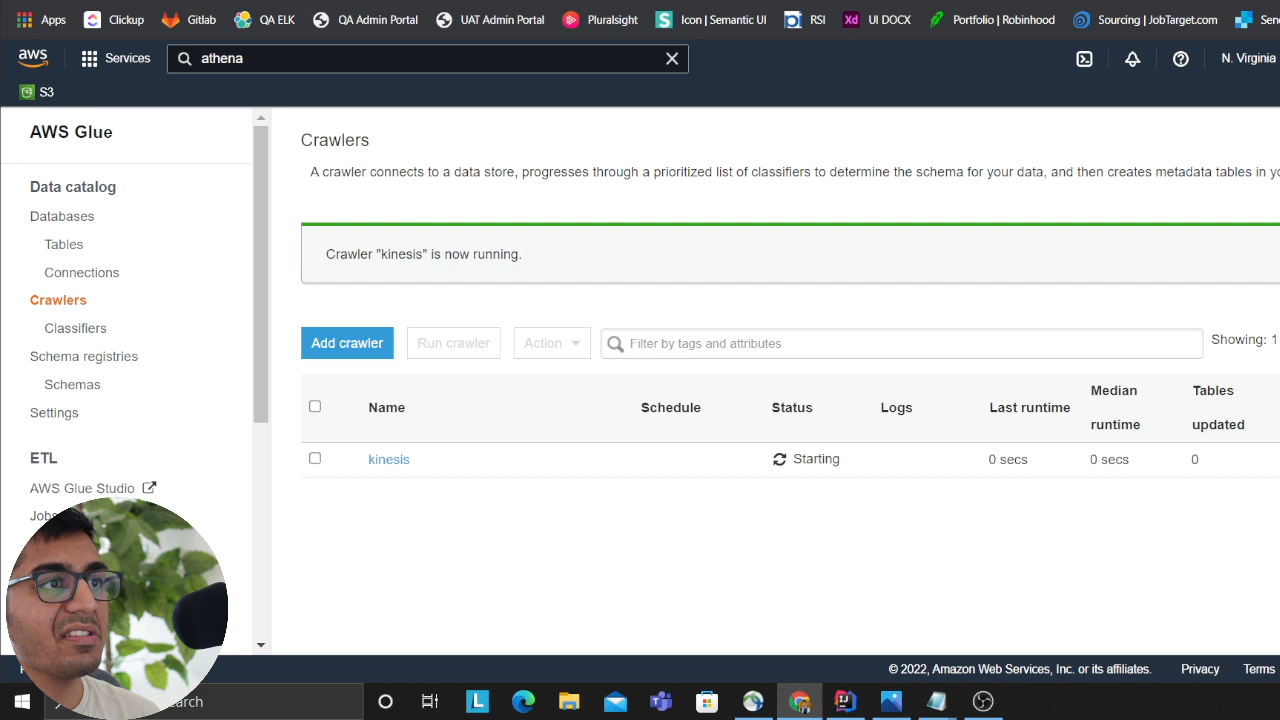 Apps Clickup Gitlab QA ELK QA Admin Portal UAT Admin Portal Pluralsight Icon | Semantic UI RSI UI DOCX Portfolio | Robinhood Sourcing | JobTarget.com
aws Services athena N. Virginia
S3
AWS Glue
Data catalog
Databases
Tables
Connections
Crawlers
Classifiers
Schema registries
Schemas
Settings
ETL
AWS Glue Studio
Crawlers
A crawler connects to a data store, progresses through a prioritized list of classifiers to determine the schema for your data, and then creates metadata tables in
Crawler "kinesis" is now running.
Add crawler Run crawler Action Filter by tags and attributes Showing: 1
Name Schedule Status Logs Last runtime Median runtime Tables updated
kinesis Starting 0 secs 0 secs 0
© 2022, Amazon Web Services, Inc. or its affiliates. Privacy Terms